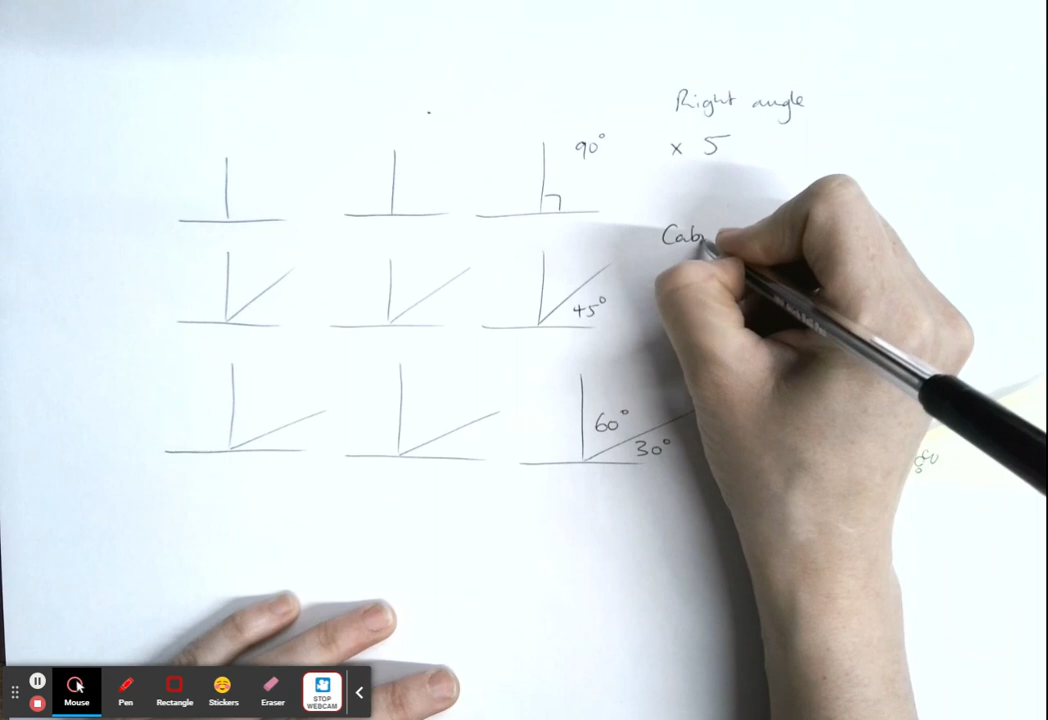 Right angle
90°
x 5
Cab
45°
60°
30°
Mouse
Pen
Rectangle
Stickers
Eraser
STOP
WEBCAM